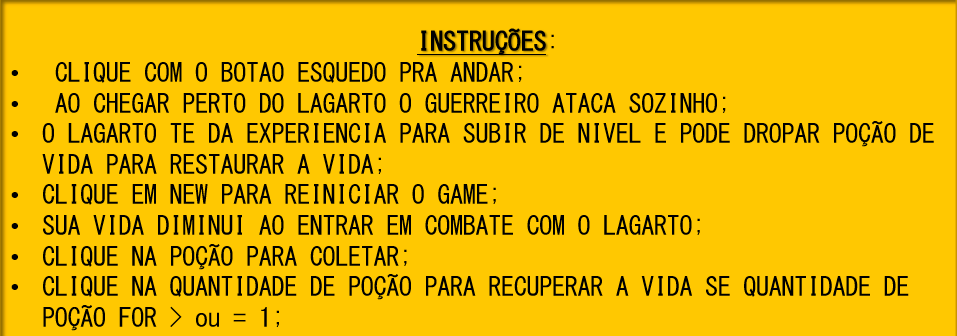 INSTRUÇÕES:
• CLIQUE COM O BOTAO ESQUEDO PRA ANDAR;
• AO CHEGAR PERTO DO LAGARTO O GUERREIRO ATACA SOZINHO;
• O LAGARTO TE DA EXPERIENCIA PARA SUBIR DE NIVEL E PODE DROPAR POÇÃO DE
VIDA PARA RESTAURAR A VIDA;
• CLIQUE EM NEW PARA REINICIAR O GAME;
• SUA VIDA DIMINUI AO ENTRAR EM COMBATE COM O LAGARTO;
• CLIQUE NA POÇÃO PARA COLETAR;
• CLIQUE NA QUANTIDADE DE POÇÃO PARA RECUPERAR A VIDA SE QUANTIDADE DE
POÇÃO FOR > ou = 1;